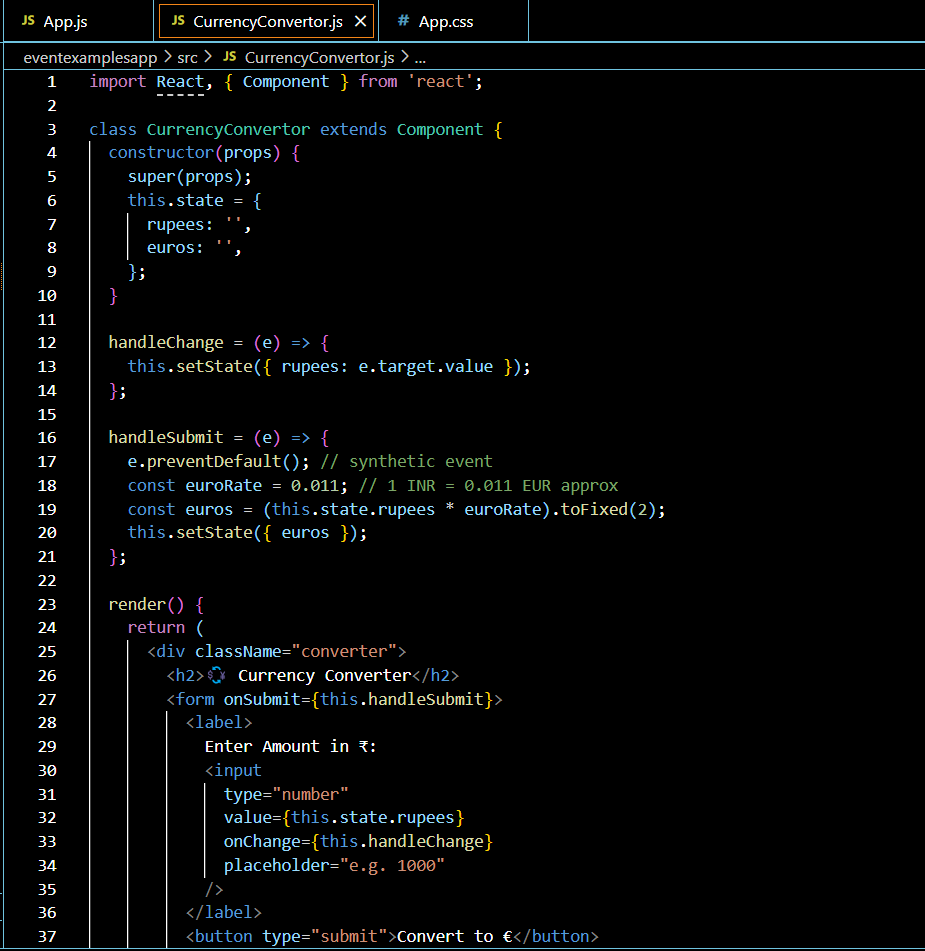 JS App.js JS CurrencyConvertor.js × # App.css
eventexamplesapp > src > JS CurrencyConvertor.js > ...
1 import React, { Component } from 'react';
2
3 class CurrencyConvertor extends Component {
4   constructor(props) {
5     super(props);
6     this.state = {
7       rupees: '',
8       euros: '',
9     };
10   }
11
12   handleChange = (e) => {
13     this.setState({ rupees: e.target.value });
14   };
15
16   handleSubmit = (e) => {
17     e.preventDefault(); // synthetic event
18     const euroRate = 0.011; // 1 INR = 0.011 EUR approx
19     const euros = (this.state.rupees * euroRate).toFixed(2);
20     this.setState({ euros });
21   };
22
23   render() {
24     return (
25       <div className="converter">
26         <h2>💱 Currency Converter</h2>
27         <form onSubmit={this.handleSubmit}>
28           <label>
29             Enter Amount in ₹:
30             <input
31               type="number"
32               value={this.state.rupees}
33               onChange={this.handleChange}
34               placeholder="e.g. 1000"
35             />
36           </label>
37           <button type="submit">Convert to €</button>